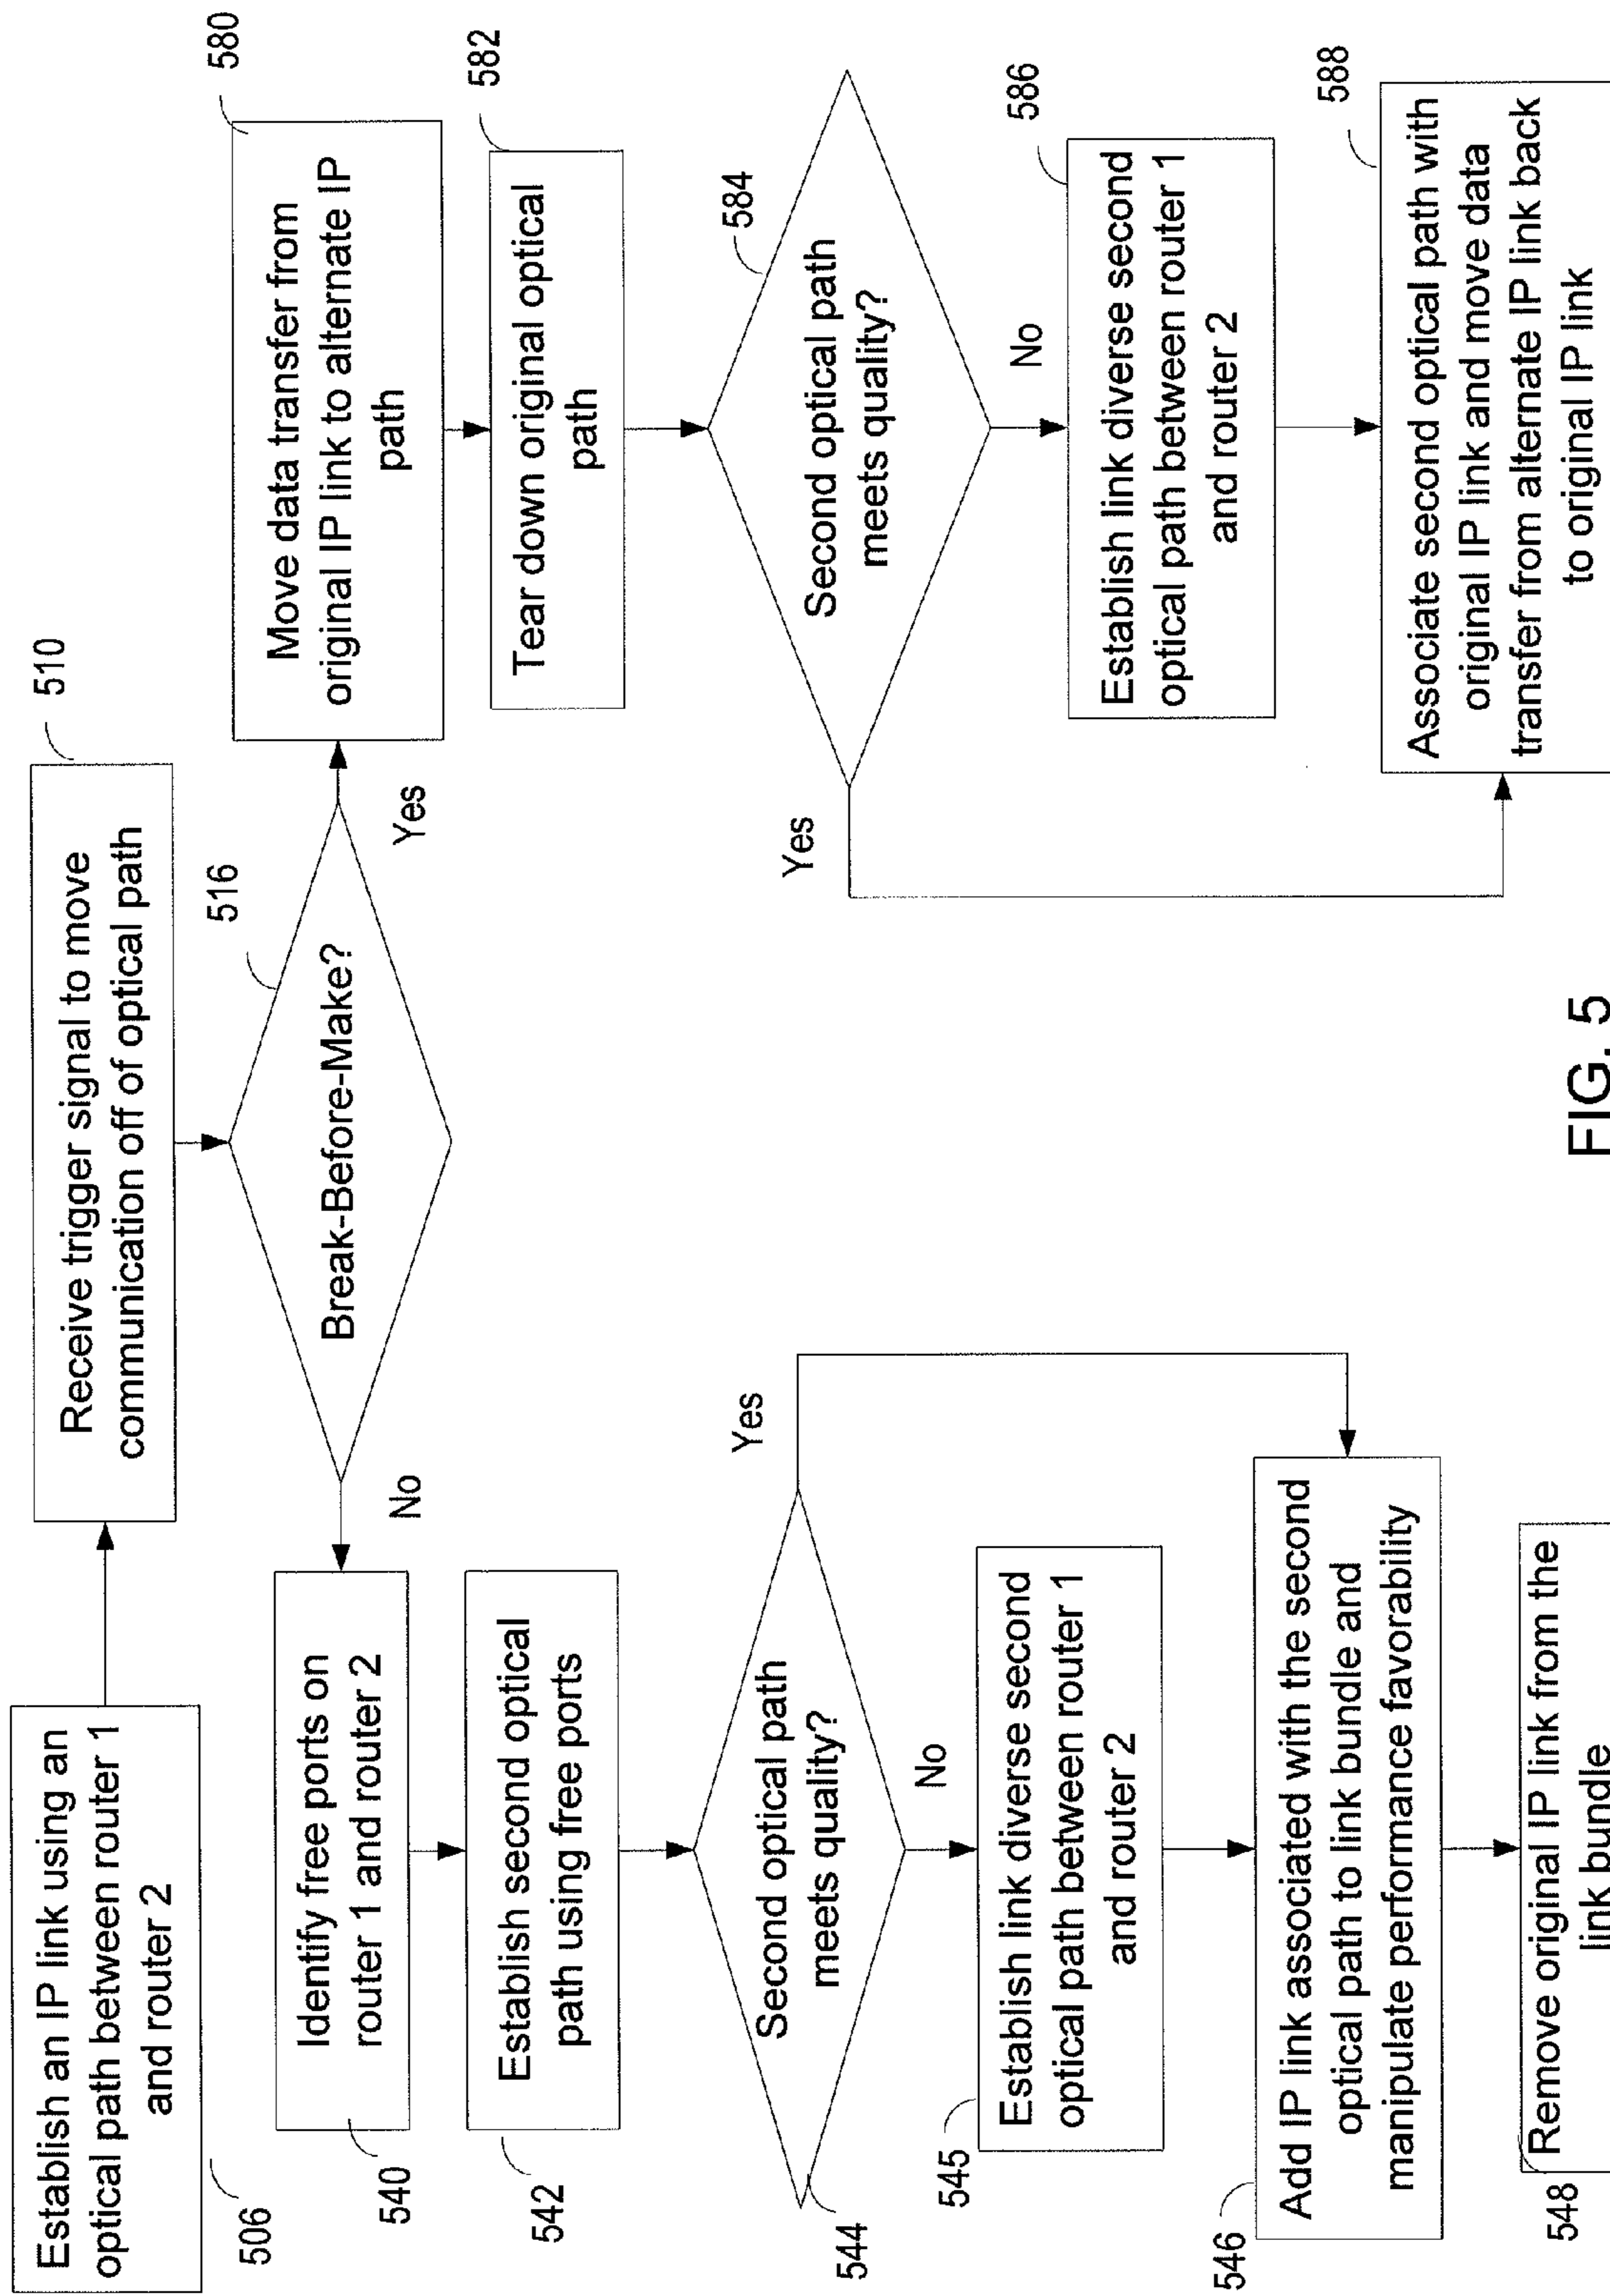 Establish an IP link using an
optical path between router 1
and router 2
506
Receive trigger signal to move
communication off of optical path
510
Break-Before-Make?
516
Yes
No
Identify free ports on
router 1 and router 2
540
Establish second optical
path using free ports
542
Second optical path
meets quality?
544
Yes
No
Establish link diverse second
optical path between router 1
and router 2
545
Add IP link associated with the second
optical path to link bundle and
manipulate performance favorability
546
Remove original IP link from the
link bundle
548
Move data transfer from
original IP link to alternate IP
path
580
Tear down original optical
path
582
Second optical path
meets quality?
584
Yes
No
Establish link diverse second
optical path between router 1
and router 2
586
Associate second optical path with
original IP link and move data
transfer from alternate IP link back
to original IP link
588
FIG. 5